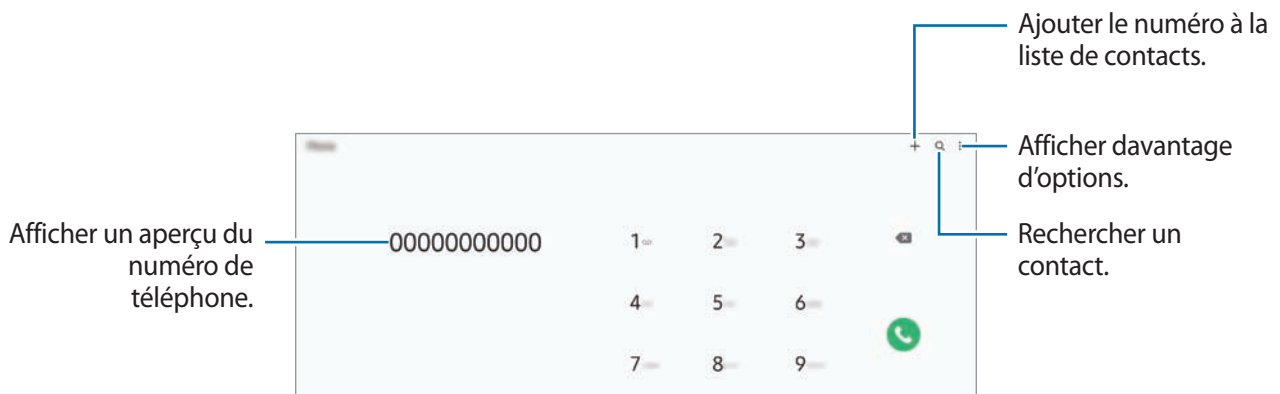 Ajouter le numéro à la
liste de contacts.
Afficher davantage
d'options.
Afficher un aperçu du
numéro de
téléphone.
00000000000
1 2 3
Rechercher un
contact.
4 5 6
7 8 9